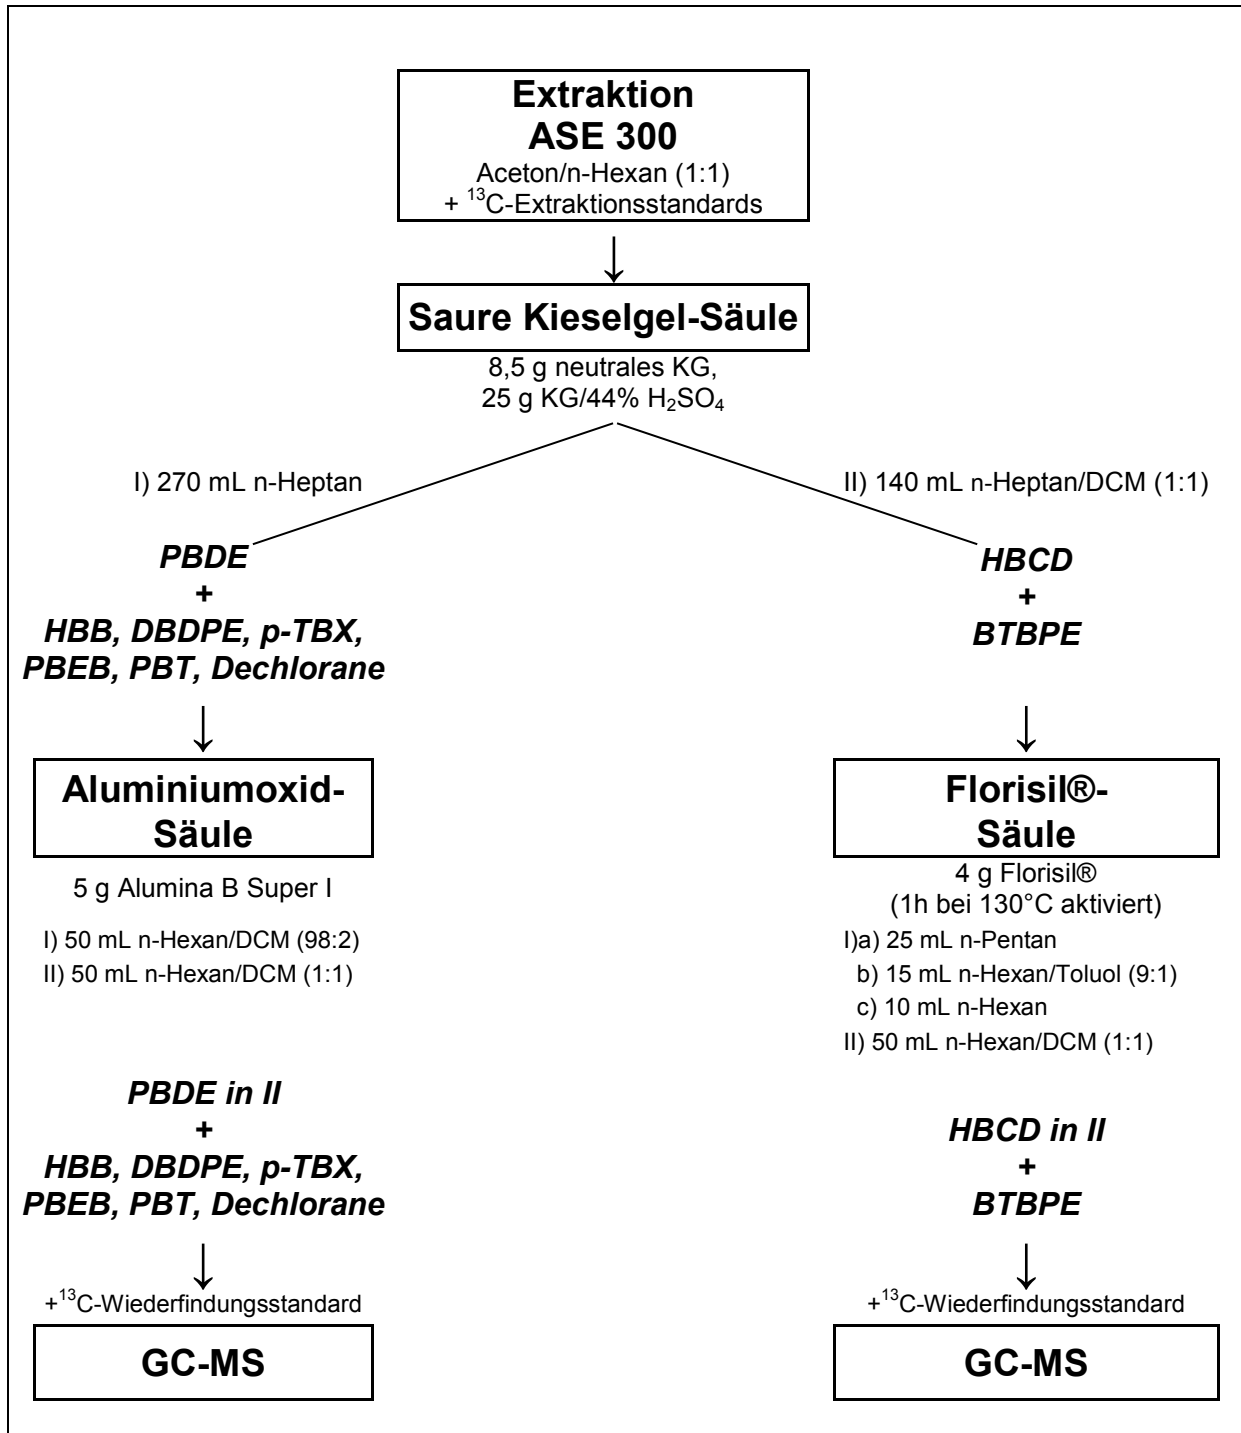 Extraktion
ASE 300
Aceton/n-Hexan (1:1)
+ ¹³C-Extraktionsstandards
↓
Saure Kieselgel-Säule
8,5 g neutrales KG,
25 g KG/44% H₂SO₄
I) 270 mL n-Heptan
II) 140 mL n-Heptan/DCM (1:1)
PBDE
+
HBB, DBDPE, p-TBX,
PBEB, PBT, Dechlorane
↓
Aluminiumoxid-
Säule
5 g Alumina B Super I
I) 50 mL n-Hexan/DCM (98:2)
II) 50 mL n-Hexan/DCM (1:1)
PBDE in II
+
HBB, DBDPE, p-TBX,
PBEB, PBT, Dechlorane
↓
+¹³C-Wiederfindungsstandard
GC-MS
HBCD
+
BTBPE
↓
Florisil®-
Säule
4 g Florisil®
(1h bei 130°C aktiviert)
I)a) 25 mL n-Pentan
b) 15 mL n-Hexan/Toluol (9:1)
c) 10 mL n-Hexan
II) 50 mL n-Hexan/DCM (1:1)
HBCD in II
+
BTBPE
↓
+¹³C-Wiederfindungsstandard
GC-MS